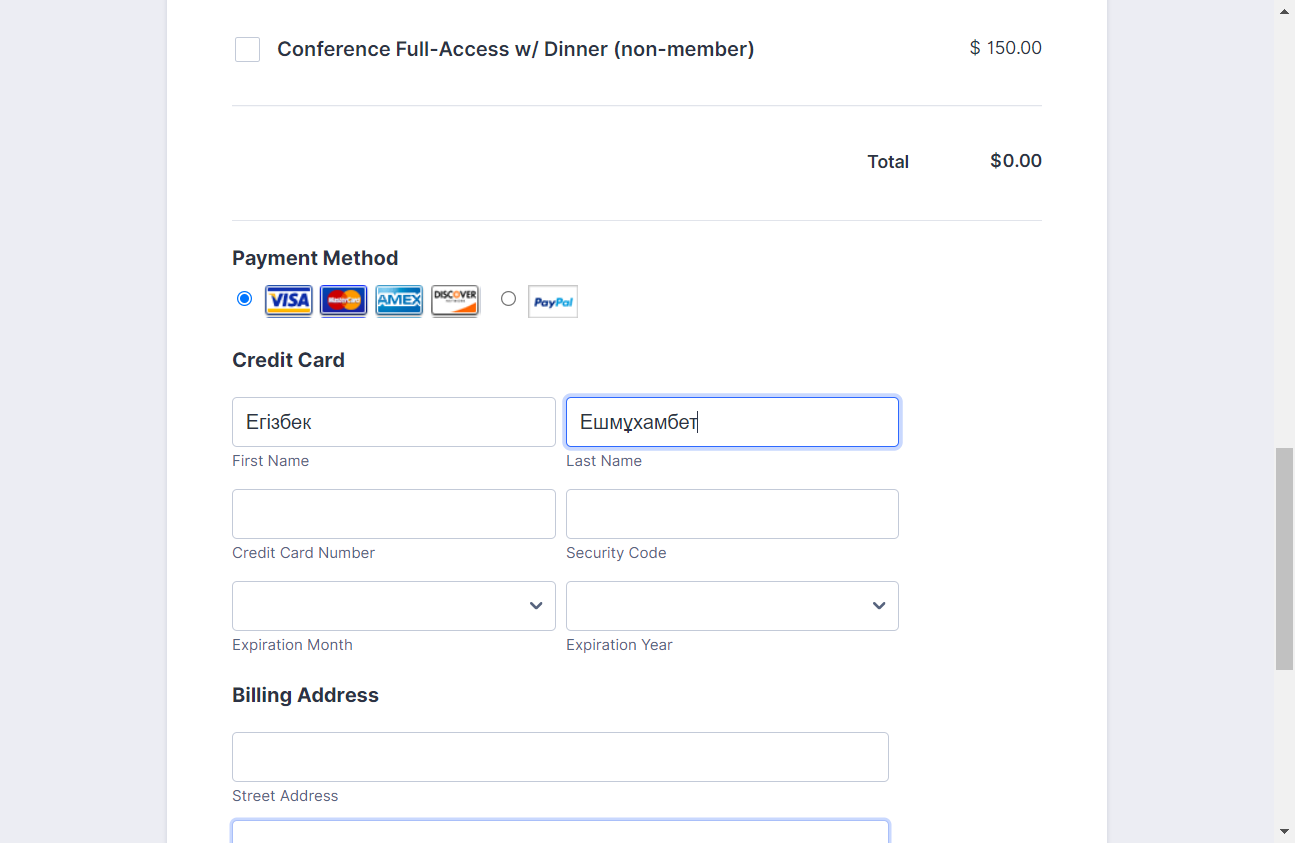 Conference Full-Access w/ Dinner (non-member) $ 150.00
Total $0.00
Payment Method
VISA MasterCard AMEX DISCOVER PayPal
Credit Card
Егізбек Ешмұхамбет
First Name Last Name
Credit Card Number Security Code
Expiration Month Expiration Year
Billing Address
Street Address